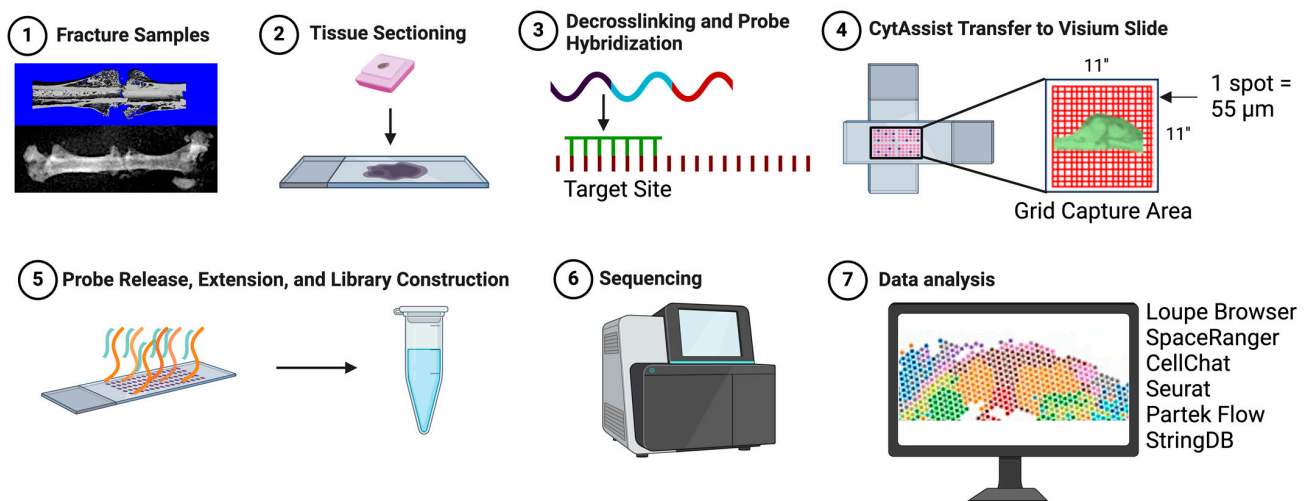 1 Fracture Samples
2 Tissue Sectioning
3 Decrosslinking and Probe
Hybridization
Target Site
4 CytAssist Transfer to Visium Slide
11"
11"
1 spot =
55 µm
Grid Capture Area
5 Probe Release, Extension, and Library Construction
6 Sequencing
7 Data analysis
Loupe Browser
SpaceRanger
CellChat
Seurat
Partek Flow
StringDB